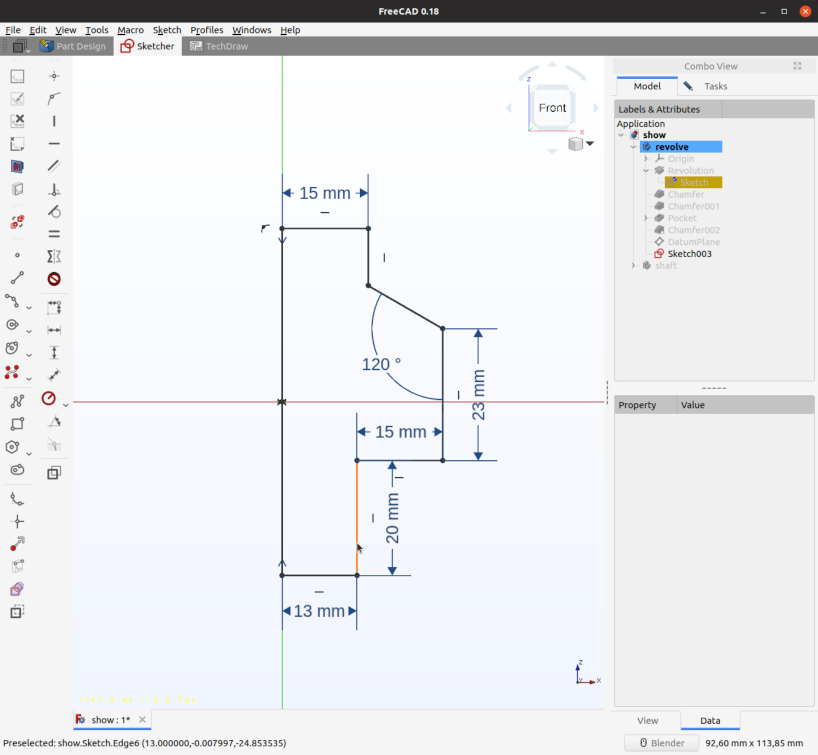 FreeCAD 0.18
File Edit View Tools Macro Sketch Profiles Windows Help
Part Design Sketcher TechDraw
Combo View
Model Tasks
Labels & Attributes
Application
show
revolve
Origin
Revolution
Sketch
Chamfer
Chamfer001
Pocket
Chamfer002
DatumPlane
Sketch003
shaft
Property Value
View Data
z
Front
x
15 mm
120 °
23 mm
15 mm
20 mm
13 mm
z
Y
x
show : 1*
Preselected: show.Sketch.Edge6 (13.000000,-0.007997,-24.853535)
Blender 92,60 mm x 113,85 mm